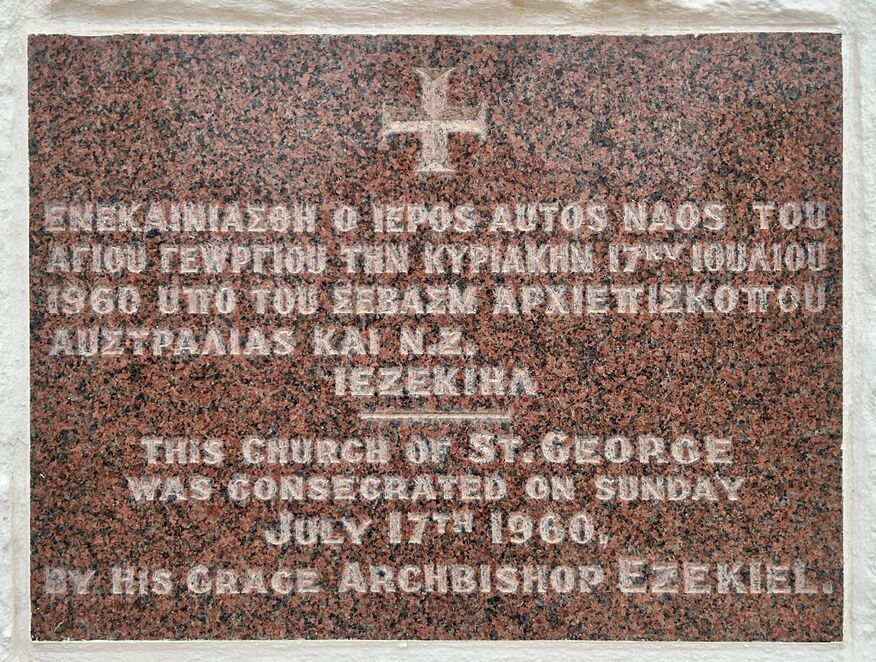 ΕΝΕΚΑΙΝΙΑΣΘΗ Ο ΙΕΡΟΣ ΑΥΤΟΣ ΝΑΟΣ ΤΟΥ
ΑΓΙΟΥ ΓΕΩΡΓΙΟΥ ΤΗΝ ΚΥΡΙΑΚΗΝ 17ΗΝ ΙΟΥΛΙΟΥ
1960 ΥΠΟ ΤΟΥ ΣΕΒΑΣΜ ΑΡΧΙΕΠΙΣΚΟΠΟΥ
ΑΥΣΤΡΑΛΙΑΣ ΚΑΙ Ν.Ζ.
ΙΕΖΕΚΙΗΛ
THIS CHURCH OF ST. GEORGE
WAS CONSECRATED ON SUNDAY
JULY 17TH 1960,
BY HIS GRACE ARCHBISHOP EZEKIEL.